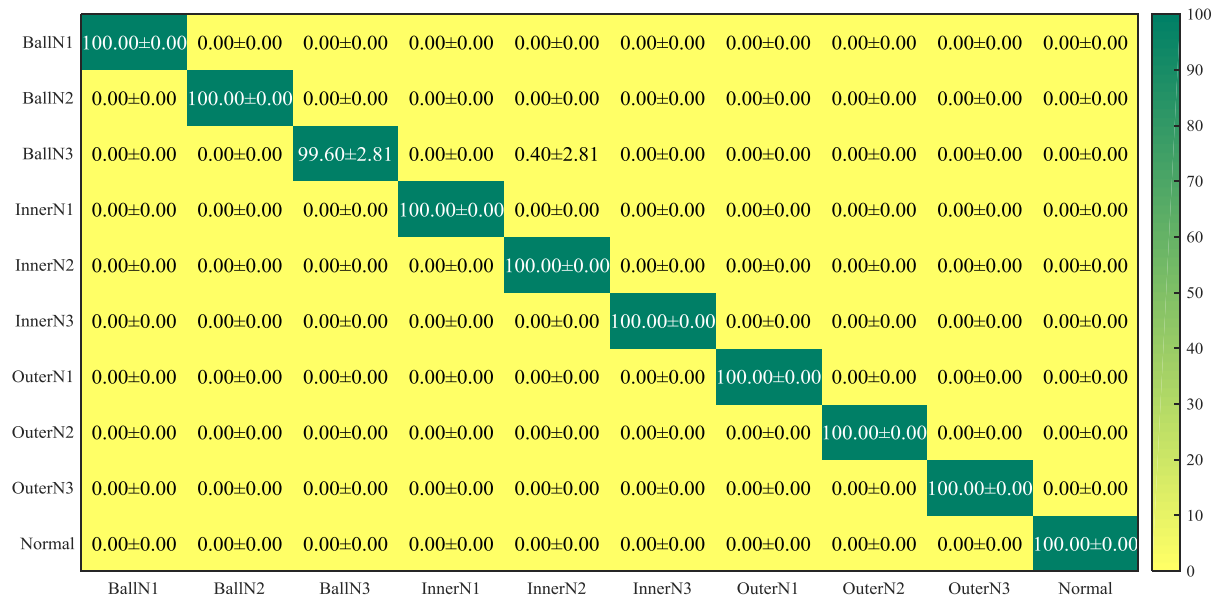 BallN1 100.00±0.00 0.00±0.00 0.00±0.00 0.00±0.00 0.00±0.00 0.00±0.00 0.00±0.00 0.00±0.00 0.00±0.00 0.00±0.00
BallN2 0.00±0.00 100.00±0.00 0.00±0.00 0.00±0.00 0.00±0.00 0.00±0.00 0.00±0.00 0.00±0.00 0.00±0.00 0.00±0.00
BallN3 0.00±0.00 0.00±0.00 99.60±2.81 0.00±0.00 0.40±2.81 0.00±0.00 0.00±0.00 0.00±0.00 0.00±0.00 0.00±0.00
InnerN1 0.00±0.00 0.00±0.00 0.00±0.00 100.00±0.00 0.00±0.00 0.00±0.00 0.00±0.00 0.00±0.00 0.00±0.00 0.00±0.00
InnerN2 0.00±0.00 0.00±0.00 0.00±0.00 0.00±0.00 100.00±0.00 0.00±0.00 0.00±0.00 0.00±0.00 0.00±0.00 0.00±0.00
InnerN3 0.00±0.00 0.00±0.00 0.00±0.00 0.00±0.00 0.00±0.00 100.00±0.00 0.00±0.00 0.00±0.00 0.00±0.00 0.00±0.00
OuterN1 0.00±0.00 0.00±0.00 0.00±0.00 0.00±0.00 0.00±0.00 0.00±0.00 100.00±0.00 0.00±0.00 0.00±0.00 0.00±0.00
OuterN2 0.00±0.00 0.00±0.00 0.00±0.00 0.00±0.00 0.00±0.00 0.00±0.00 0.00±0.00 100.00±0.00 0.00±0.00 0.00±0.00
OuterN3 0.00±0.00 0.00±0.00 0.00±0.00 0.00±0.00 0.00±0.00 0.00±0.00 0.00±0.00 0.00±0.00 100.00±0.00 0.00±0.00
Normal 0.00±0.00 0.00±0.00 0.00±0.00 0.00±0.00 0.00±0.00 0.00±0.00 0.00±0.00 0.00±0.00 0.00±0.00 100.00±0.00
BallN1 BallN2 BallN3 InnerN1 InnerN2 InnerN3 OuterN1 OuterN2 OuterN3 Normal
100
90
80
70
60
50
40
30
20
10
0